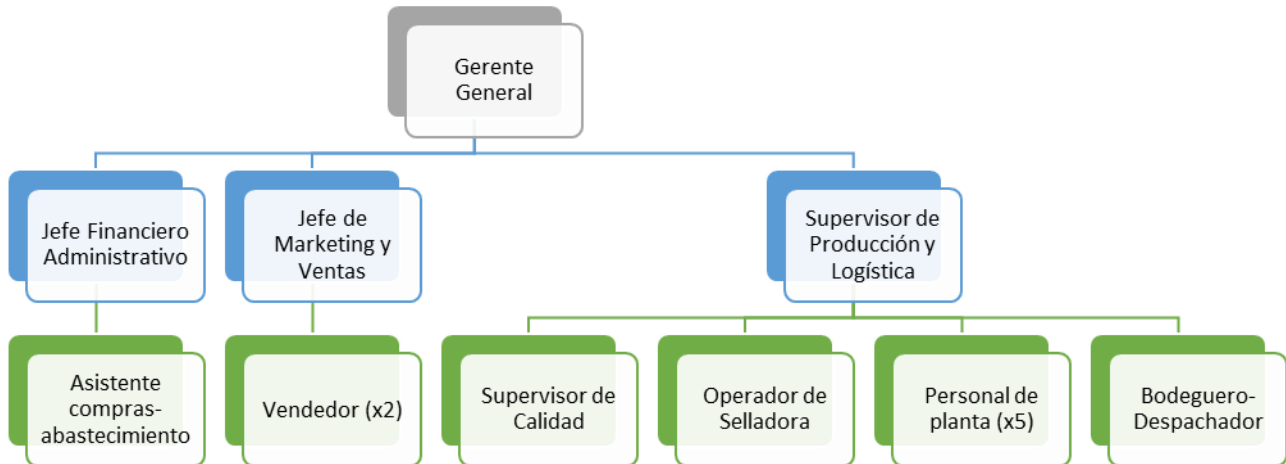 Gerente
General
Jefe Financiero
Administrativo
Jefe de
Marketing y
Ventas
Supervisor de
Producción y
Logística
Asistente
compras-
abastecimiento
Vendedor (x2)
Supervisor de
Calidad
Operador de
Selladora
Personal de
planta (x5)
Bodeguero-
Despachador